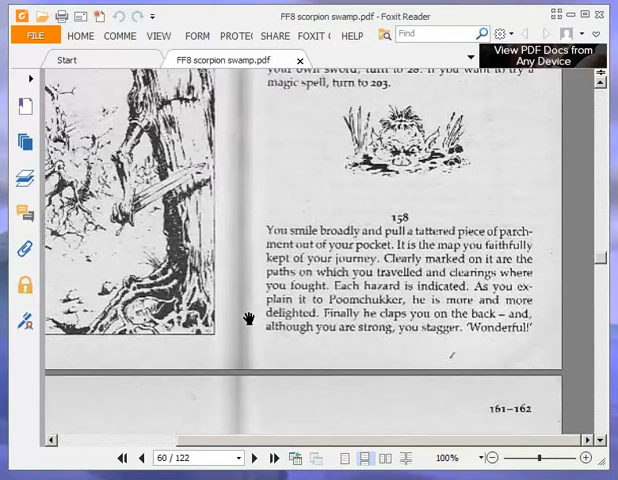 FF8 scorpion swamp.pdf - Foxit Reader
FILE HOME COMME VIEW FORM PROTE SHARE FOXIT C HELP Find
Start FF8 scorpion swamp.pdf
View PDF Docs from
Any Device
your own sword, turn to 28. If you want to try a
magic spell, turn to 203.
158
You smile broadly and pull a tattered piece of parch-
ment out of your pocket. It is the map you faithfully
kept of your journey. Clearly marked on it are the
paths on which you travelled and clearings where
you fought. Each hazard is indicated. As you ex-
plain it to Poomchukker, he is more and more
delighted. Finally he claps you on the back – and,
although you are strong, you stagger. 'Wonderful!'
161–162
60 / 122 100%